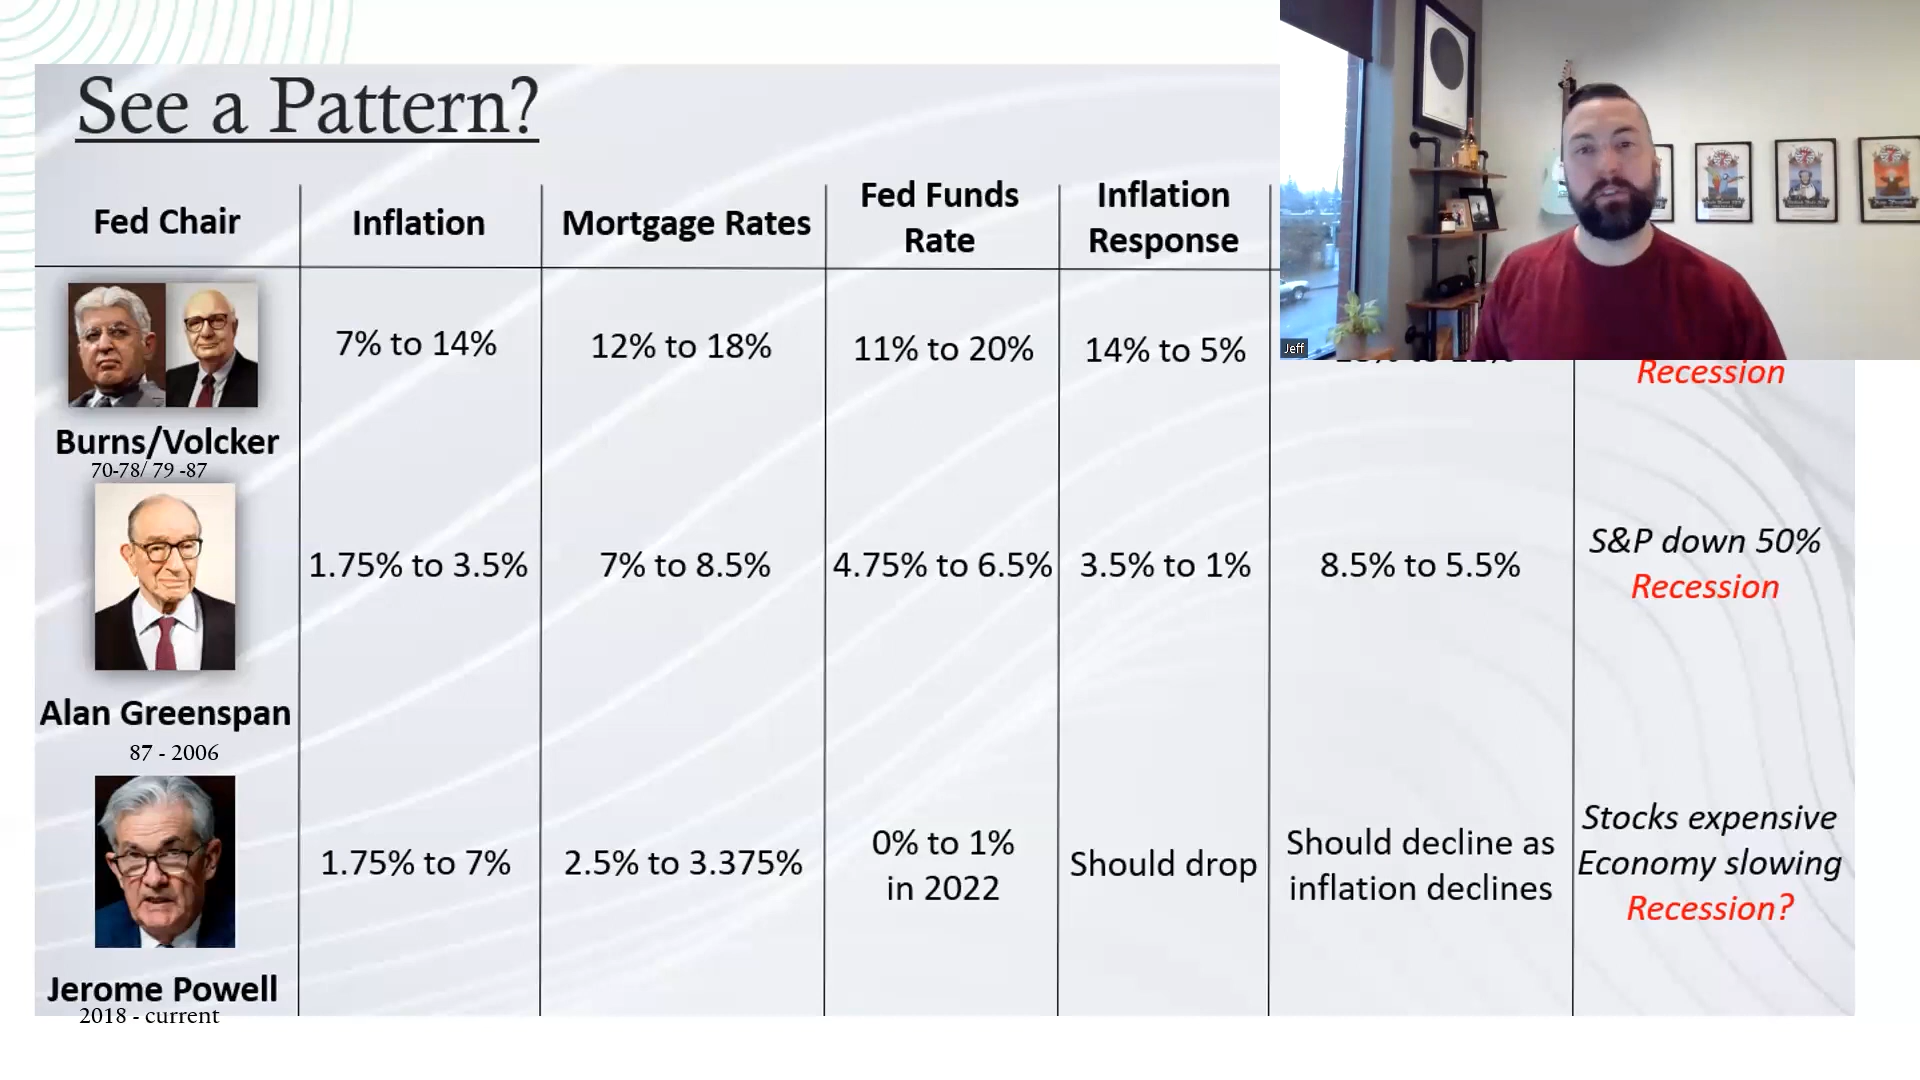 See a Pattern?
Fed Chair
Inflation
Mortgage Rates
Fed Funds
Rate
Inflation
Response
7% to 14%
12% to 18%
11% to 20%
14% to 5%
Recession
Burns/Volcker
70-78/ 79 -87
1.75% to 3.5%
7% to 8.5%
4.75% to 6.5%
3.5% to 1%
8.5% to 5.5%
S&P down 50%
Recession
Alan Greenspan
87 - 2006
1.75% to 7%
2.5% to 3.375%
0% to 1%
in 2022
Should drop
Should decline as
inflation declines
Stocks expensive
Economy slowing
Recession?
Jerome Powell
2018 - current
Jeff